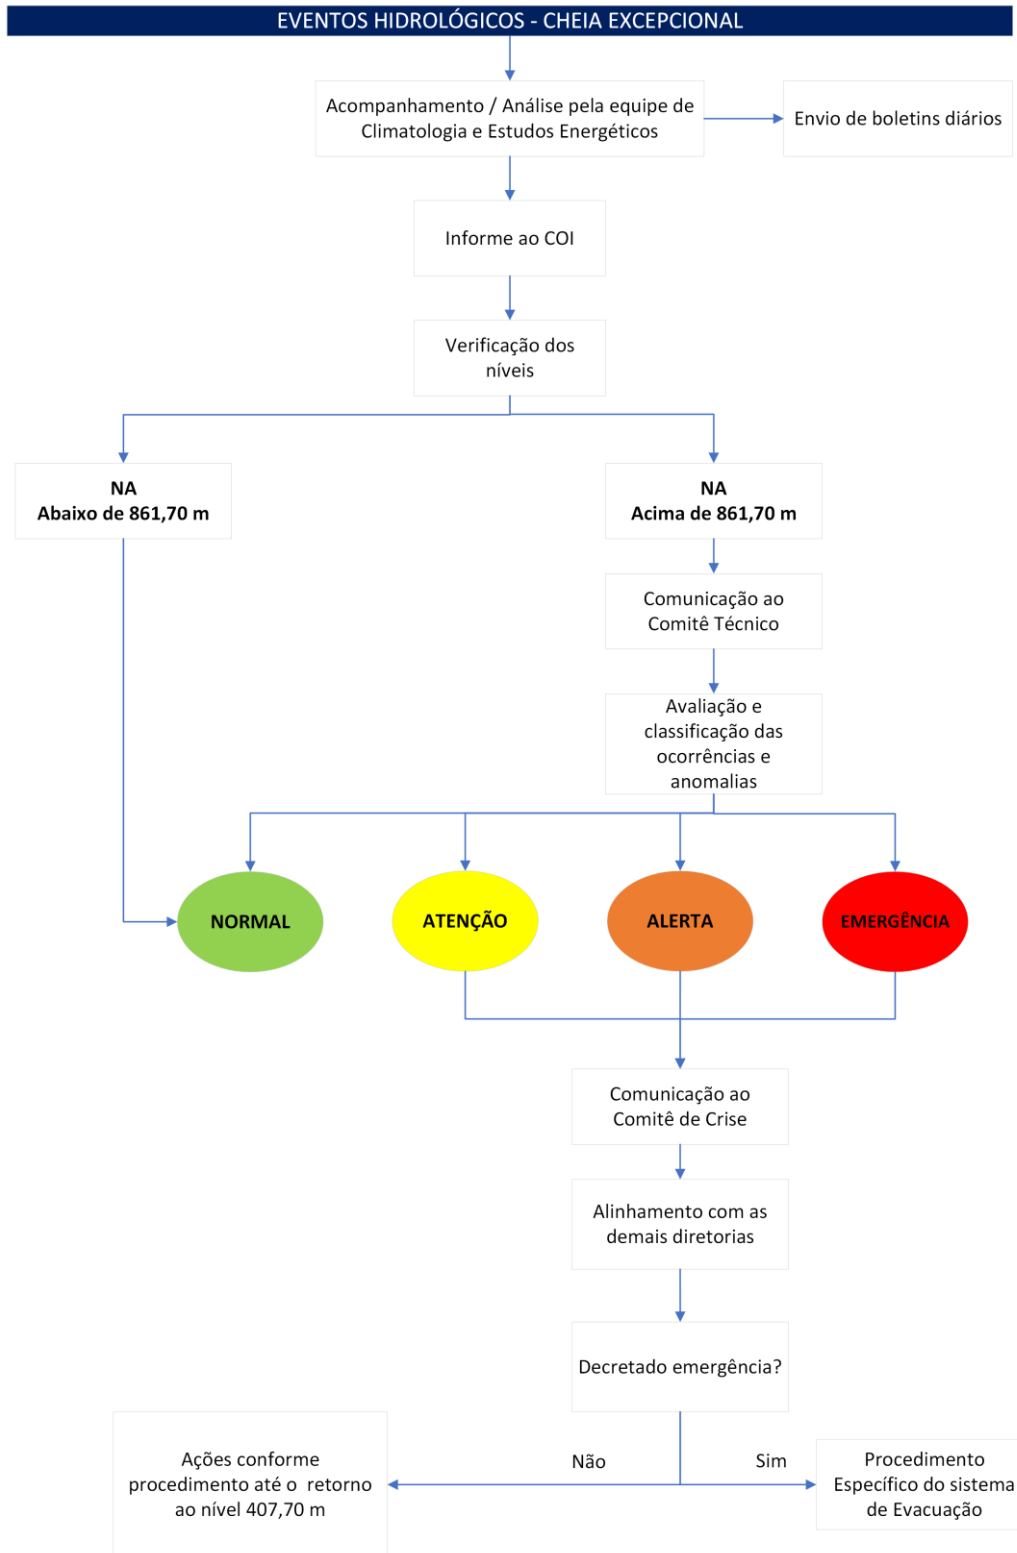 EVENTOS HIDROLÓGICOS - CHEIA EXCEPCIONAL
Acompanhamento / Análise pela equipe de
Climatologia e Estudos Energéticos
Envio de boletins diários
Informe ao COI
Verificação dos
níveis
NA
Abaixo de 861,70 m
NA
Acima de 861,70 m
Comunicação ao
Comitê Técnico
Avaliação e
classificação das
ocorrências e
anomalias
NORMAL
ATENÇÃO
ALERTA
EMERGÊNCIA
Comunicação ao
Comitê de Crise
Alinhamento com as
demais diretorias
Decretado emergência?
Não
Sim
Ações conforme
procedimento até o retorno
ao nível 407,70 m
Procedimento
Específico do sistema
de Evacuação